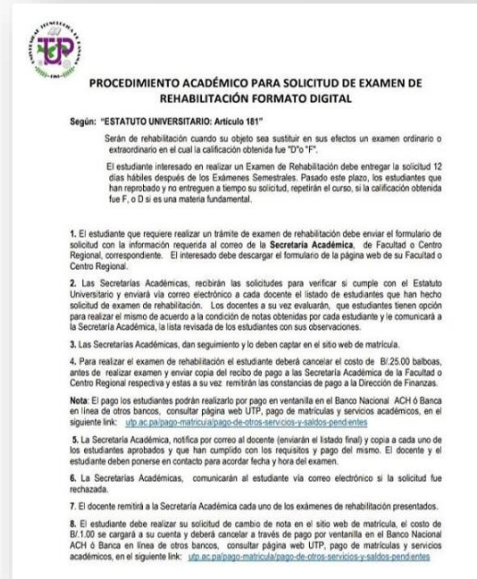 UTP
PROCEDIMIENTO ACADÉMICO PARA SOLICITUD DE EXAMEN DE
REHABILITACIÓN FORMATO DIGITAL
Según: "ESTATUTO UNIVERSITARIO: Artículo 181"
Serán de rehabilitación cuando su objeto sea sustituir en sus efectos un examen ordinario o
extraordinario en el cual la calificación obtenida fue "D"o "F".
El estudiante interesado en realizar un Examen de Rehabilitación debe entregar la solicitud 12
días hábiles después de los Exámenes Semestrales. Pasado este plazo, los estudiantes que
han reprobado y no entreguen a tiempo su solicitud, repetirán el curso, si la calificación obtenida
fue F, o D si es una materia fundamental.
1. El estudiante que requiere realizar un trámite de examen de rehabilitación debe enviar el formulario de
solicitud con la información requerida al correo de la Secretaría Académica, de Facultad o Centro
Regional, correspondiente. El interesado debe descargar el formulario de la página web de su Facultad o
Centro Regional.
2. Las Secretarías Académicas, recibirán las solicitudes para verificar si cumple con el Estatuto
Universitario y enviará vía correo electrónico a cada docente el listado de estudiantes que han hecho
solicitud de examen de rehabilitación. Los docentes a su vez evaluarán, que estudiantes tienen opción
para realizar el mismo de acuerdo a la condición de notas obtenidas por cada estudiante y le comunicará a
la Secretaría Académica, la lista revisada de los estudiantes con sus observaciones.
3. Las Secretarías Académicas, dan seguimiento y lo deben captar en el sitio web de matrícula.
4. Para realizar el examen de rehabilitación el estudiante deberá cancelar el costo de B/.25.00 balboas,
antes de realizar examen y enviar copia del recibo de pago a las Secretaría Académica de la Facultad o
Centro Regional respectiva y estas a su vez remitirán las constancias de pago a la Dirección de Finanzas.
Nota: El pago los estudiantes podrán realizarlo por pago en ventanilla en el Banco Nacional ACH ó Banca
en línea de otros bancos, consultar página web UTP, pago de matrículas y servicios académicos, en el
siguiente link: utp.ac.pa/pago-matricula/pago-de-otros-servicios-y-saldos-pendientes
5. La Secretaría Académica, notifica por correo al docente (enviarán el listado final) y copia a cada uno de
los estudiantes aprobados y que han cumplido con los requisitos y pago del mismo. El docente y el
estudiante deben ponerse en contacto para acordar fecha y hora del examen.
6. La Secretarías Académicas, comunicarán al estudiante vía correo electrónico si la solicitud fue
rechazada.
7. El docente remitirá a la Secretaría Académica cada uno de los exámenes de rehabilitación presentados.
8. El estudiante debe realizar su solicitud de cambio de nota en el sitio web de matrícula, el costo de
B/.1.00 se cargará a su cuenta y deberá cancelar a través de pago por ventanilla en el Banco Nacional
ACH ó Banca en línea de otros bancos, consultar página web UTP, pago de matrículas y servicios
académicos, en el siguiente link: utp.ac.pa/pago-matricula/pago-de-otros-servicios-y-saldos-pendientes